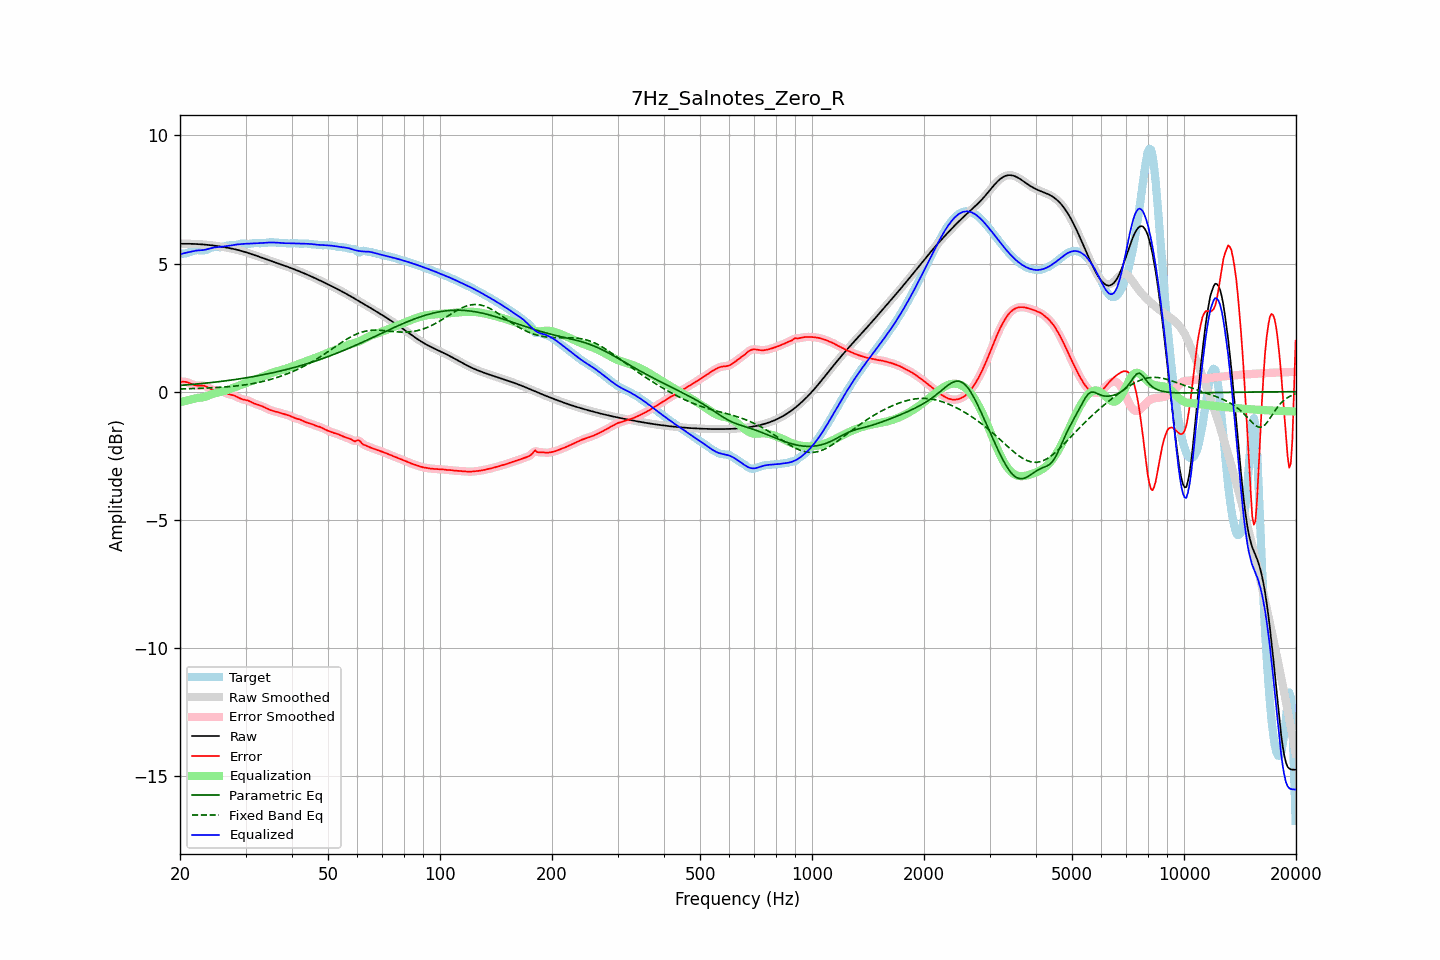 7Hz_Salnotes_Zero_R
10
5
0
−5
−10
−15
Amplitude (dBr)
Target
Raw Smoothed
Error Smoothed
Raw
Error
Equalization
Parametric Eq
Fixed Band Eq
Equalized
20 50 100 200 500 1000 2000 5000 10000 20000
Frequency (Hz)